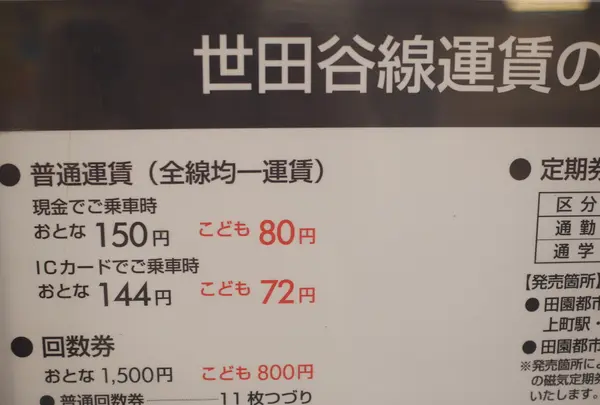 世田谷線運賃の
● 普通運賃（全線均一運賃）
現金でご乗車時
おとな 150円 こども 80円
ICカードでご乗車時
おとな 144円 こども 72円
● 回数券
おとな 1,500円 こども 800円
● 普通回数券 11枚つづり
● 定期券
区分
通勤
通学
【発売箇所】
● 田園都市
上町駅・
● 田園都市
※発売箇所によ
の磁気定期券
いたします。